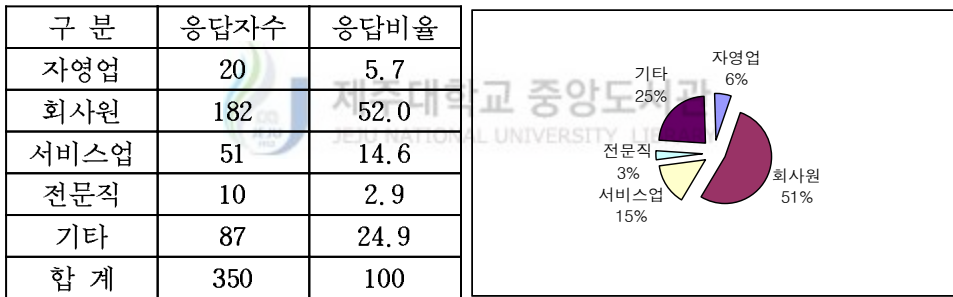 구 분 응답자수 응답비율
자영업 20 5.7
회사원 182 52.0
서비스업 51 14.6
전문직 10 2.9
기타 87 24.9
합 계 350 100
자영업
6%
기타
25%
전문직
3%
서비스업
15%
회사원
51%
제주대학교 중앙도서관
JEJU NATIONAL UNIVERSITY LIBRARY
JEJU